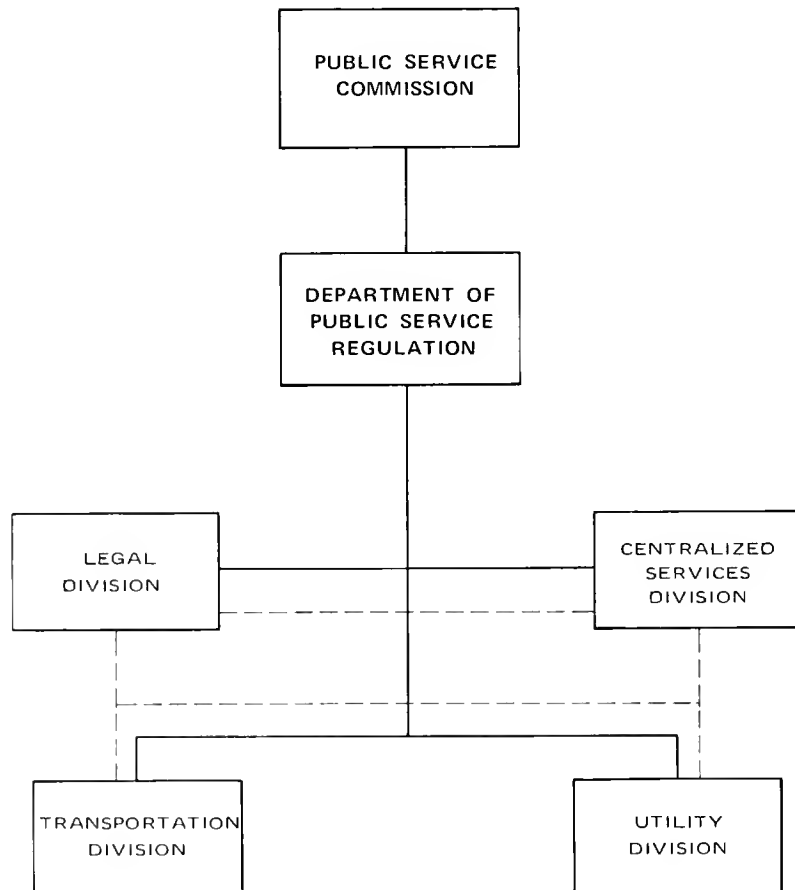 PUBLIC SERVICE
COMMISSION
DEPARTMENT OF
PUBLIC SERVICE
REGULATION
LEGAL
DIVISION
CENTRALIZED
SERVICES
DIVISION
TRANSPORTATION
DIVISION
UTILITY
DIVISION